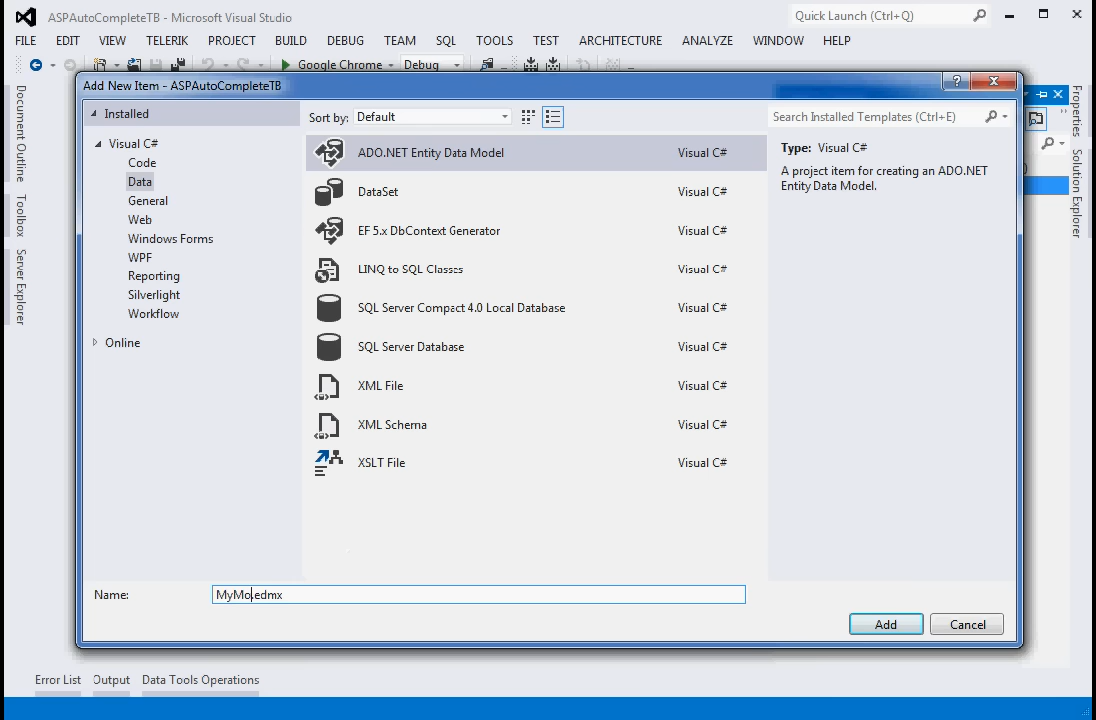 ASPAutoCompleteTB - Microsoft Visual Studio
Quick Launch (Ctrl+Q)
FILE EDIT VIEW TELERIK PROJECT BUILD DEBUG TEAM SQL TOOLS TEST ARCHITECTURE ANALYZE WINDOW HELP
Google Chrome Debug
Document Outline
Toolbox
Server Explorer
Add New Item - ASPAutoCompleteTB
Installed
Visual C#
Code
Data
General
Web
Windows Forms
WPF
Reporting
Silverlight
Workflow
Online
Sort by: Default
ADO.NET Entity Data Model Visual C#
DataSet Visual C#
EF 5.x DbContext Generator Visual C#
LINQ to SQL Classes Visual C#
SQL Server Compact 4.0 Local Database Visual C#
SQL Server Database Visual C#
XML File Visual C#
XML Schema Visual C#
XSLT File Visual C#
Search Installed Templates (Ctrl+E)
Type: Visual C#
A project item for creating an ADO.NET
Entity Data Model.
Name: MyMo.edmx
Add Cancel
Properties
Solution Explorer
Error List Output Data Tools Operations